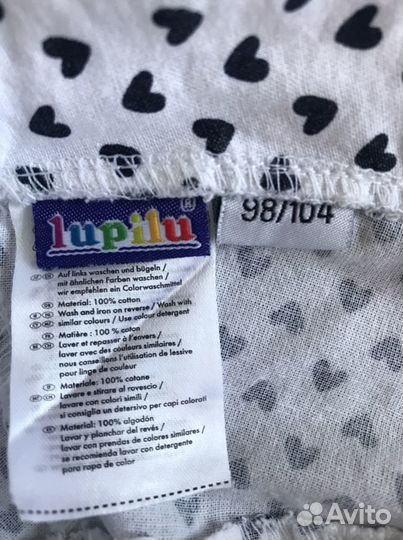 lupilu ®
98/104
Auf links waschen und bügeln /
mit ähnlichen Farben waschen /
wir empfehlen ein Colorwaschmittel
Material: 100% cotton
Wash and iron on reverse / Wash with
similar colours / Use colour detergent
Matière : 100 % coton
Laver et repasser à l'envers /
laver avec des couleurs similaires /
nous conseillons l'utilisation de lessive
pour linge de couleur
Materiale: 100% cotone
Lavare e stirare al rovescio /
lavare con colori simili /
si consiglia un detersivo per capi colorati
Material: 100% algodón
Lavar y planchar del revés /
Lavar con prendas de colores similares /
se recomienda lavar con detergente
para ropa de color
Avito